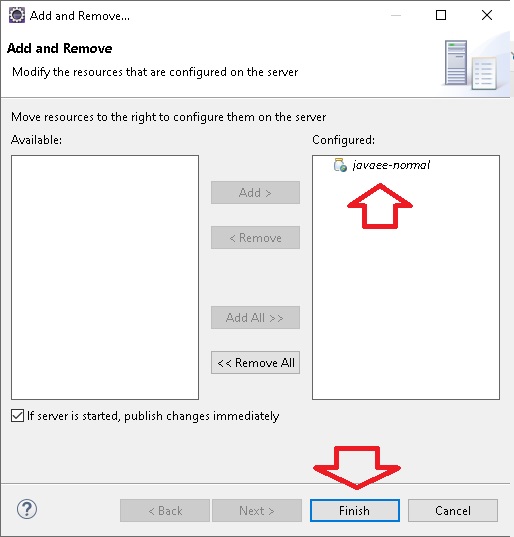 Add and Remove...
Add and Remove
Modify the resources that are configured on the server
Move resources to the right to configure them on the server
Available:
Configured:
javaee-normal
Add >
< Remove
Add All >>
<< Remove All
If server is started, publish changes immediately
?
< Back
Next >
Finish
Cancel